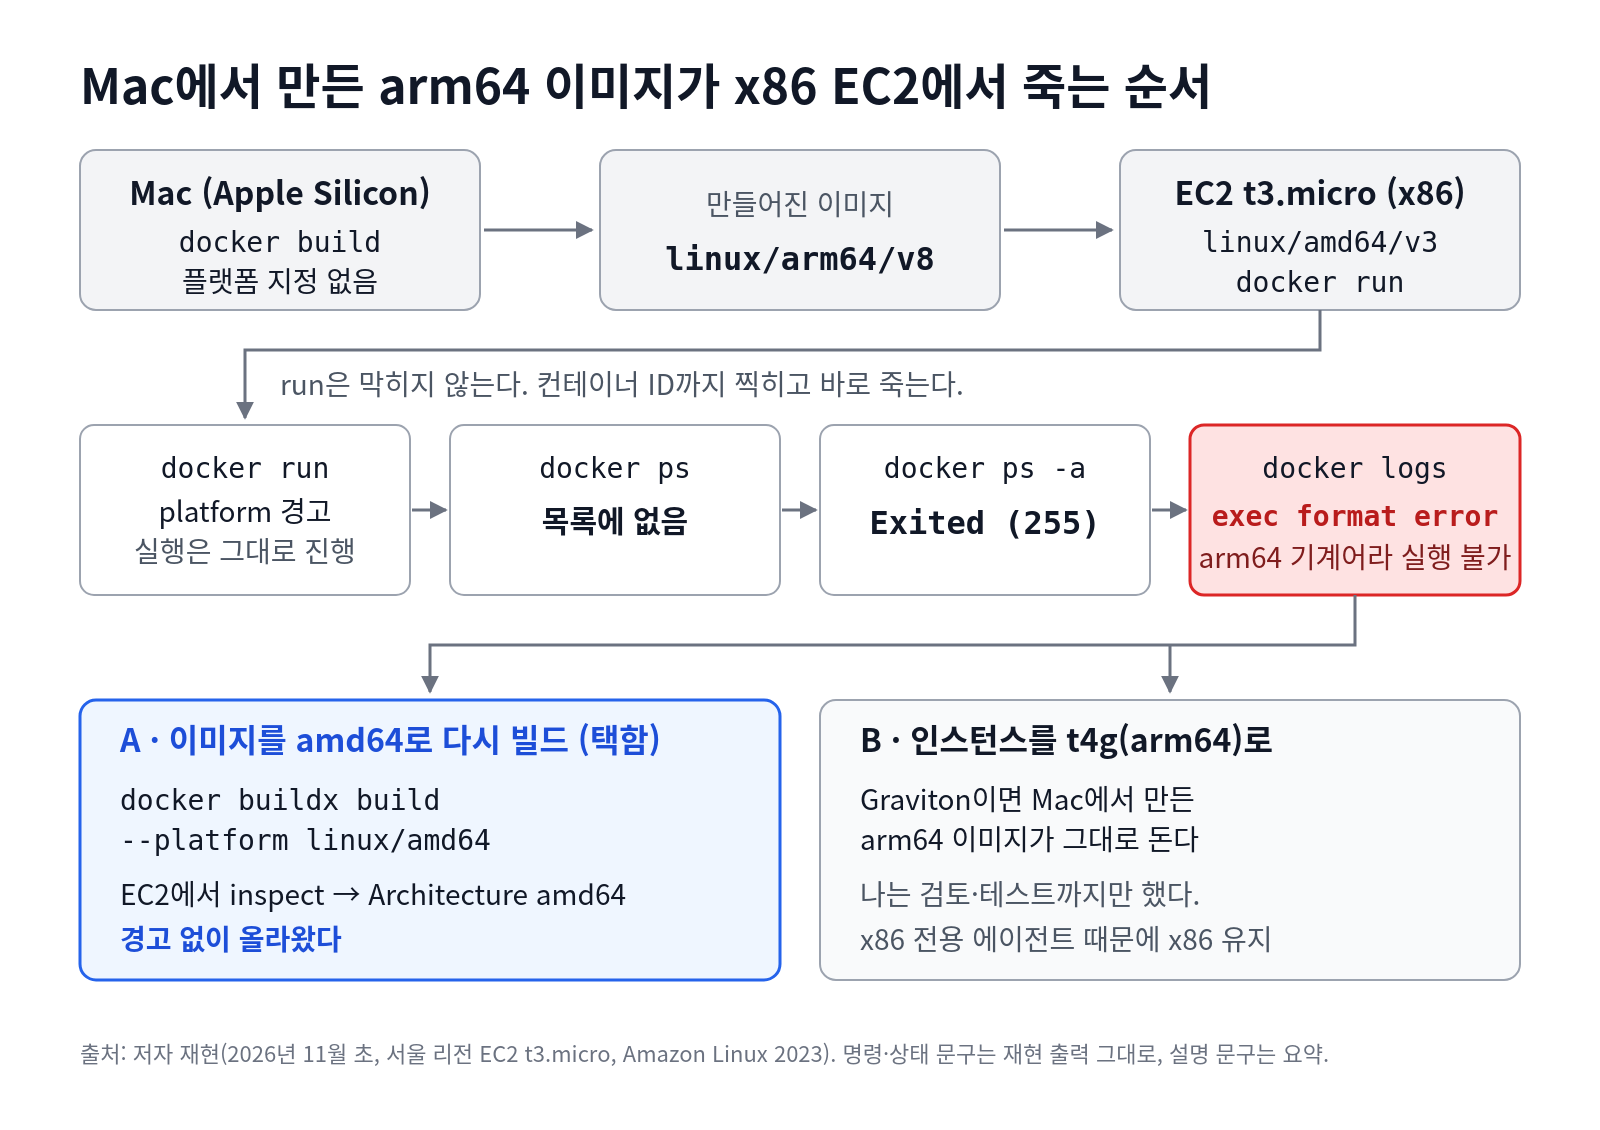 Mac에서 만든 arm64 이미지가 x86 EC2에서 죽는 순서
Mac (Apple Silicon)
docker build
플랫폼 지정 없음
만들어진 이미지
linux/arm64/v8
EC2 t3.micro (x86)
linux/amd64/v3
docker run
run은 막히지 않는다. 컨테이너 ID까지 찍히고 바로 죽는다.
docker run
platform 경고
실행은 그대로 진행
docker ps
목록에 없음
docker ps -a
Exited (255)
docker logs
exec format error
arm64 기계어라 실행 불가
A · 이미지를 amd64로 다시 빌드 (택함)
docker buildx build
--platform linux/amd64
EC2에서 inspect → Architecture amd64
경고 없이 올라왔다
B · 인스턴스를 t4g(arm64)로
Graviton이면 Mac에서 만든
arm64 이미지가 그대로 돈다
나는 검토·테스트까지만 했다.
x86 전용 에이전트 때문에 x86 유지
출처: 저자 재현(2026년 11월 초, 서울 리전 EC2 t3.micro, Amazon Linux 2023). 명령·상태 문구는 재현 출력 그대로, 설명 문구는 요약.